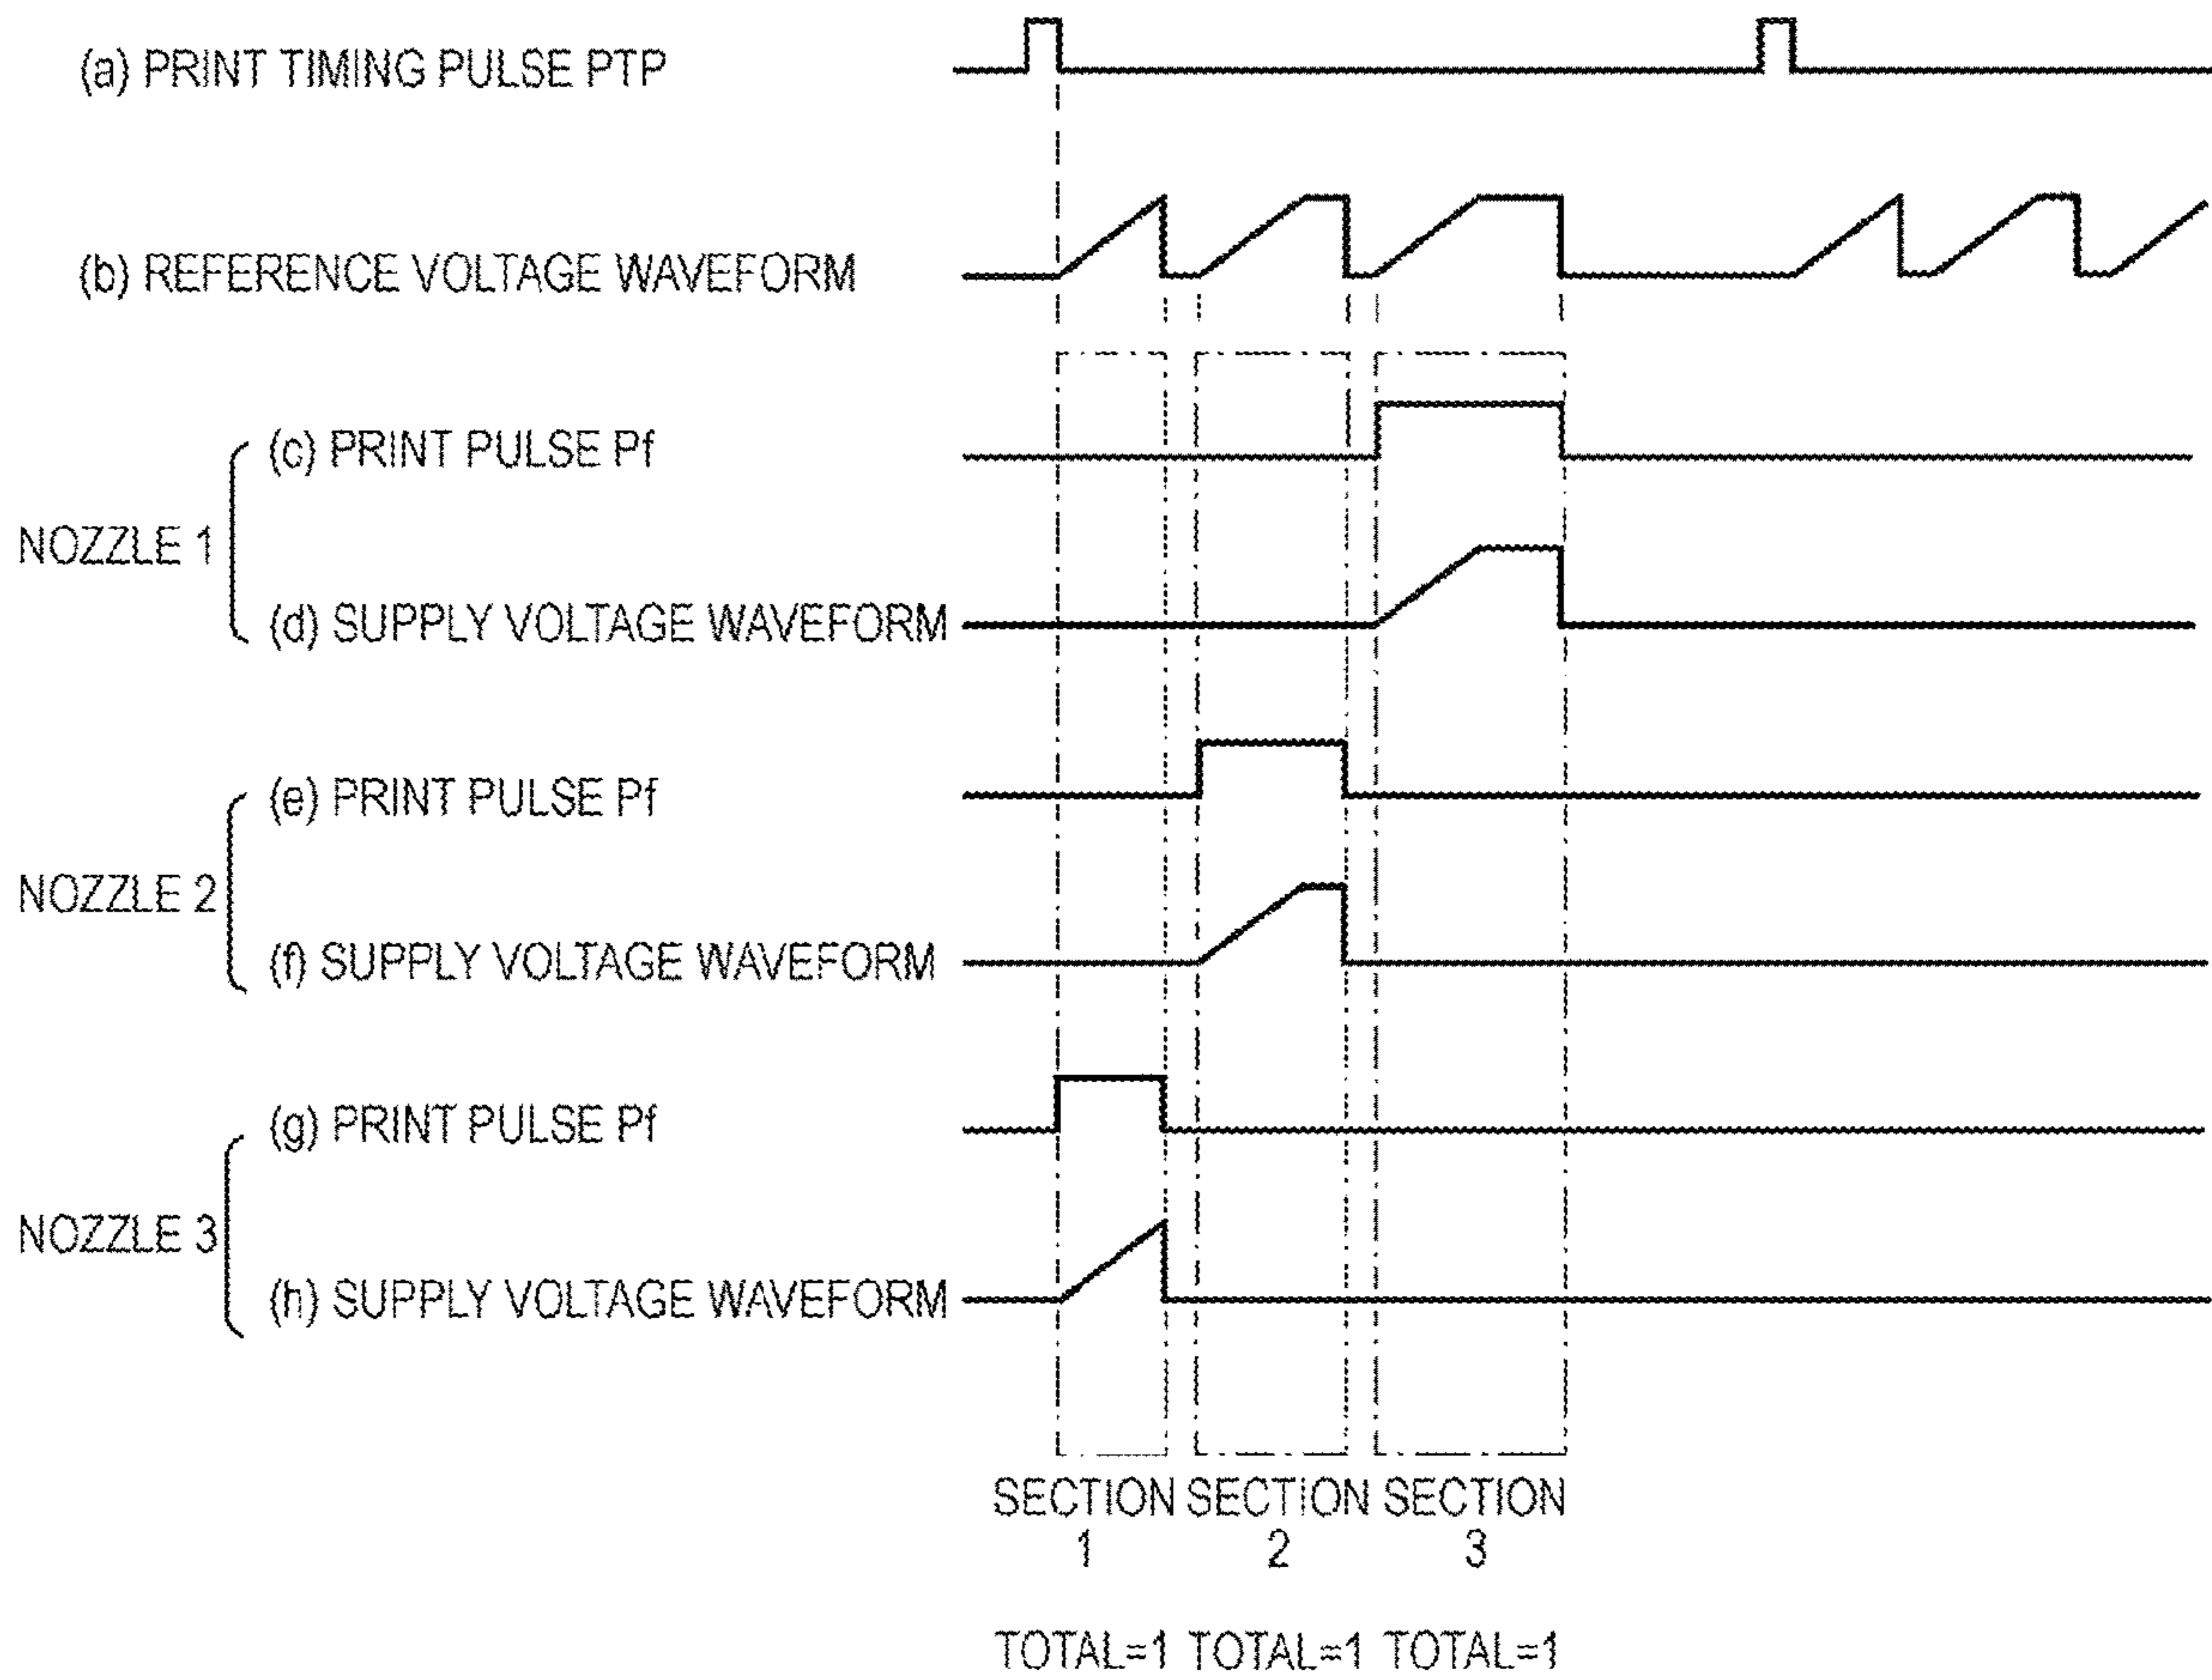 (a) PRINT TIMING PULSE PTP
(b) REFERENCE VOLTAGE WAVEFORM
(c) PRINT PULSE Pf
NOZZLE 1
(d) SUPPLY VOLTAGE WAVEFORM
(e) PRINT PULSE Pf
NOZZLE 2
(f) SUPPLY VOLTAGE WAVEFORM
(g) PRINT PULSE Pf
NOZZLE 3
(h) SUPPLY VOLTAGE WAVEFORM
SECTION SECTION SECTION
1 2 3
TOTAL=1 TOTAL=1 TOTAL=1